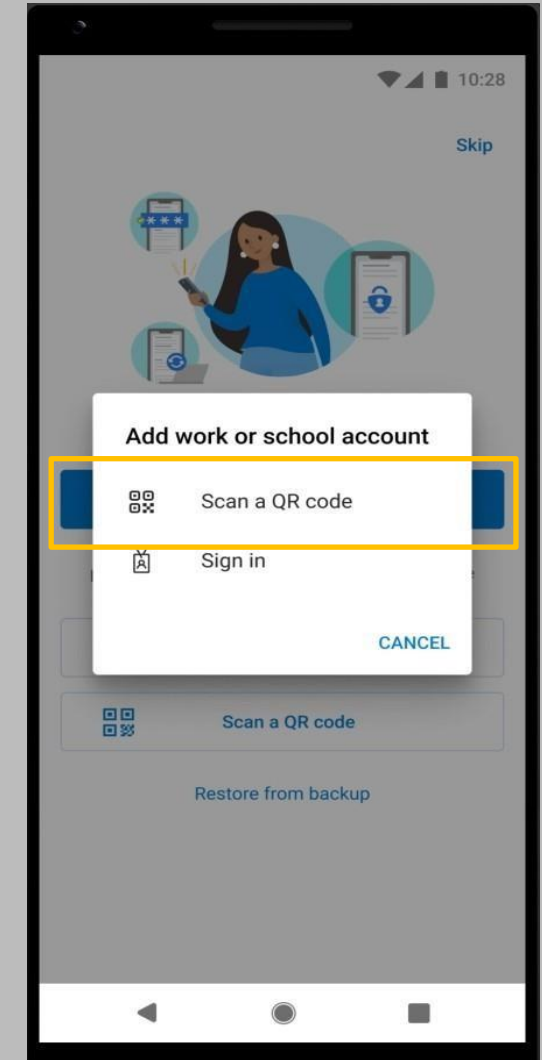 10:28
Skip
* * *
Add work or school account
Scan a QR code
Sign in
CANCEL
Scan a QR code
Restore from backup